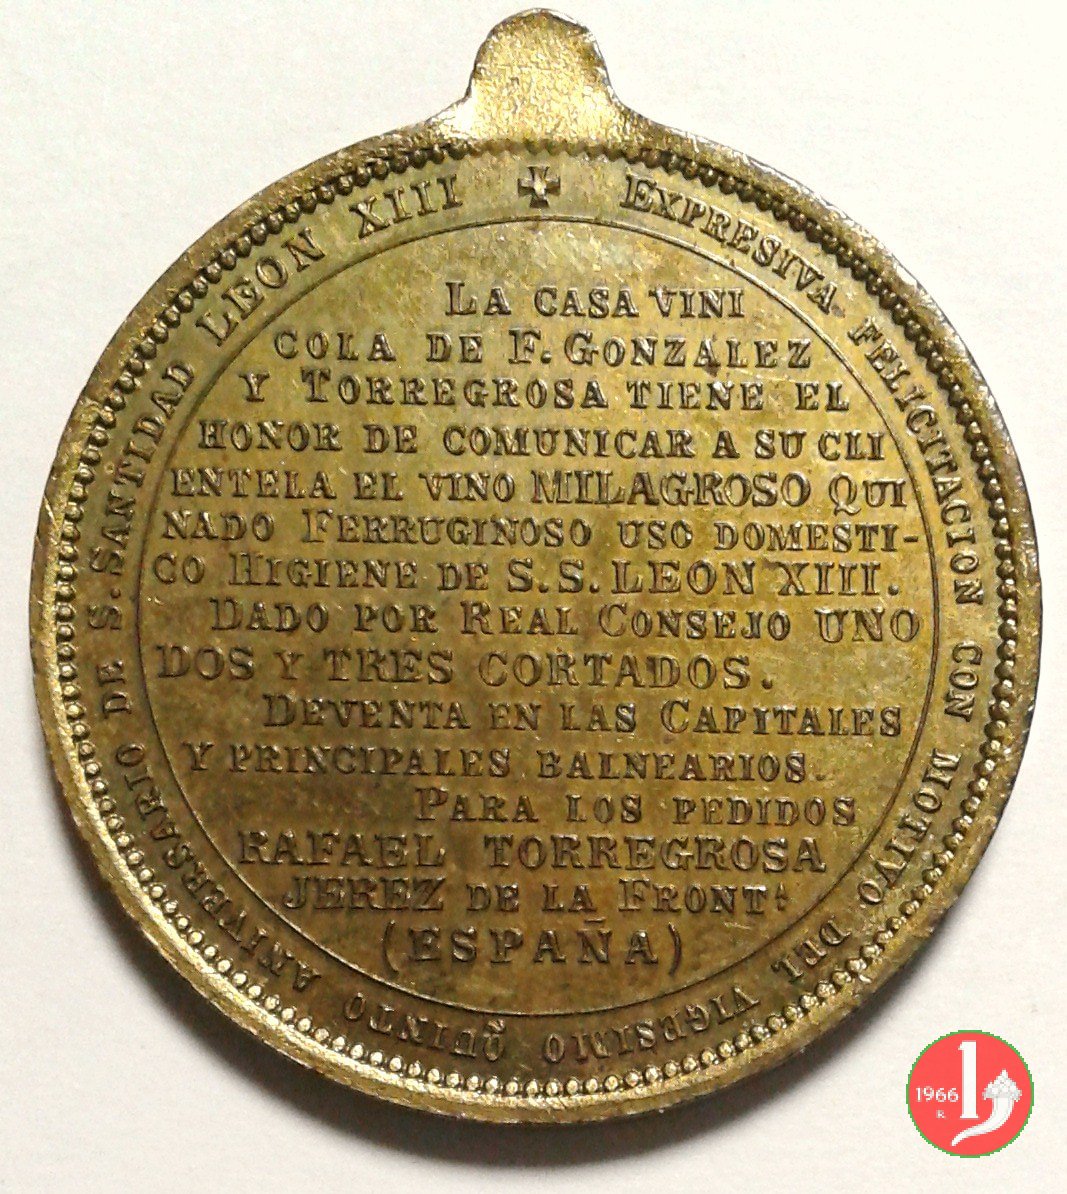 ✠ EXPRESIVA FELICITACION CON MOTIVO DEL VIGESIMO QUINTO ANIVERSARIO DE S. SANTIDAD LEON XIII
LA CASA VINI
COLA DE F. GONZALEZ
Y TORREGROSA TIENE EL
HONOR DE COMUNICAR A SU CLI
ENTELA EL VINO MILAGROSO QUI
NADO FERRUGINOSO USO DOMESTI-
CO HIGIENE DE S.S. LEON XIII.
DADO POR REAL CONSEJO UNO
DOS Y TRES CORTADOS.
DEVENTA EN LAS CAPITALES
Y PRINCIPALES BALNEARIOS.
PARA LOS PEDIDOS
RAFAEL TORREGROSA
JEREZ DE LA FRONTA
(ESPAÑA)
1966
R.